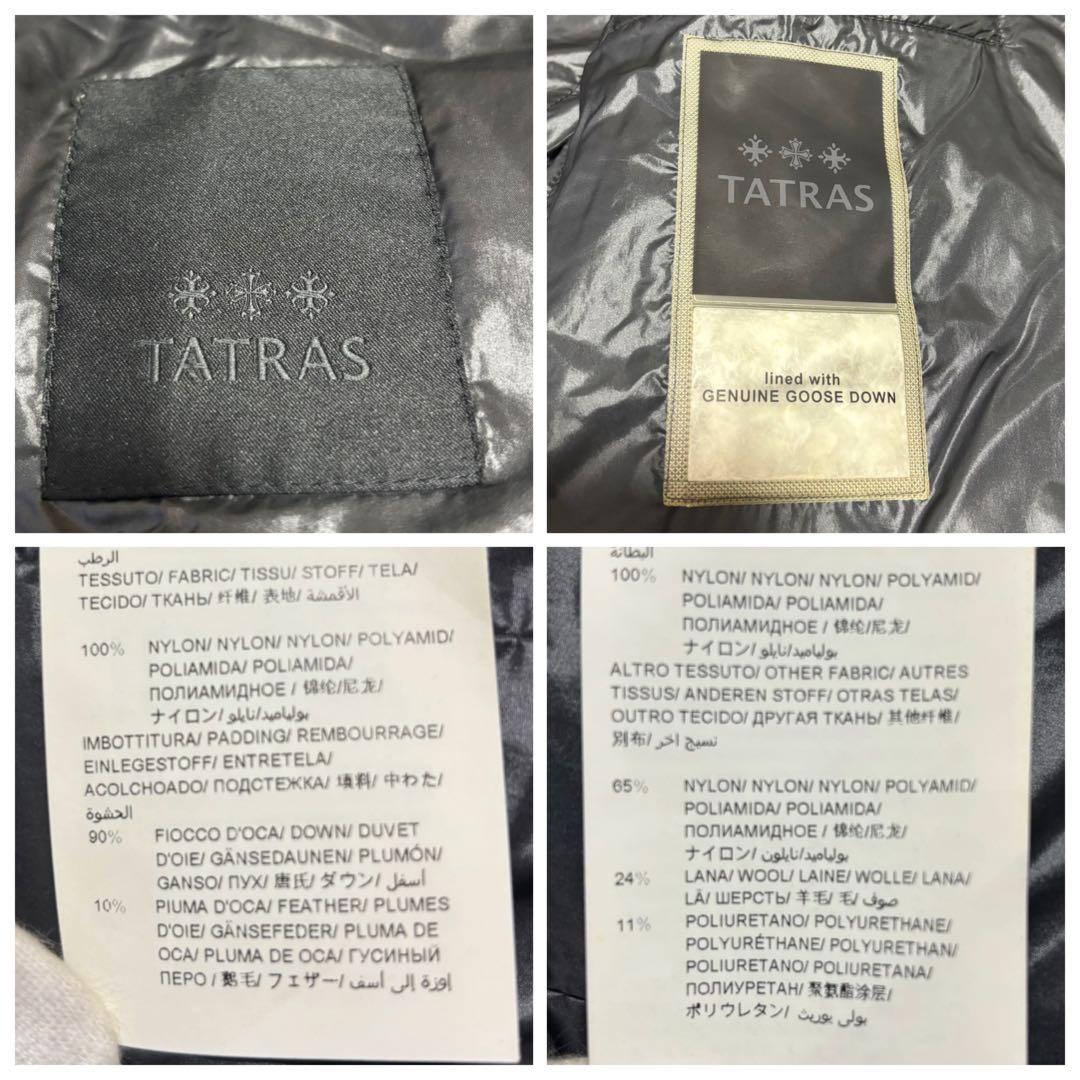 TATRAS
TATRAS
lined with
GENUINE GOOSE DOWN
الرطب
TESSUTO/ FABRIC/ TISSU/ STOFF/ TELA/
TECIDO/ ТКАНЬ/ 纤维/ 表地/ الأقمشة
100% NYLON/ NYLON/ NYLON/ POLYAMID/
POLIAMIDA/ POLIAMIDA/
ПОЛИАМИДНОЕ / 锦纶/尼龙/
ナイロン/ بولياميد/نايلو
IMBOTTITURA/ PADDING/ REMBOURRAGE/
EINLEGESTOFF/ ENTRETELA/
ACOLCHOADO/ ПОДСТЕЖКА/ 填料/ 中わた/
الحشوة
90% FIOCCO D'OCA/ DOWN/ DUVET
D'OIE/ GÄNSEDAUNEN/ PLUMÓN/
GANSO/ ПУХ/ 唐氏/ ダウン/ أسفل
10% PIUMA D'OCA/ FEATHER/ PLUMES
D'OIE/ GÄNSEFEDER/ PLUMA DE
OCA/ PLUMA DE OCA/ ГУСИНЫЙ
ПЕРО / 鹅毛/ フェザー/ اوزة إلى أسف
البطانة
100% NYLON/ NYLON/ NYLON/ POLYAMID/
POLIAMIDA/ POLIAMIDA/
ПОЛИАМИДНОЕ / 锦纶/尼龙/
ナイロン/ بولياميد/نايلو
ALTRO TESSUTO/ OTHER FABRIC/ AUTRES
TISSUS/ ANDEREN STOFF/ OTRAS TELAS/
OUTRO TECIDO/ ДРУГАЯ ТКАНЬ/ 其他纤维/
別布/ نسيج اخر
65% NYLON/ NYLON/ NYLON/ POLYAMID/
POLIAMIDA/ POLIAMIDA/
ПОЛИАМИДНОЕ / 锦纶/尼龙/
ナイロン/ بولياميد/نايلون
24% LANA/ WOOL/ LAINE/ WOLLE/ LANA/
LÃ/ ШЕРСТЬ/ 羊毛/ 毛/ صوف
11% POLIURETANO/ POLYURETHANE/
POLYURÉTHANE/ POLYURETHAN/
POLIURETANO/ POLIURETANA/
ПОЛИУРЕТАН/ 聚氨酯涂层/
ポリウレタン/ بولى يوريث